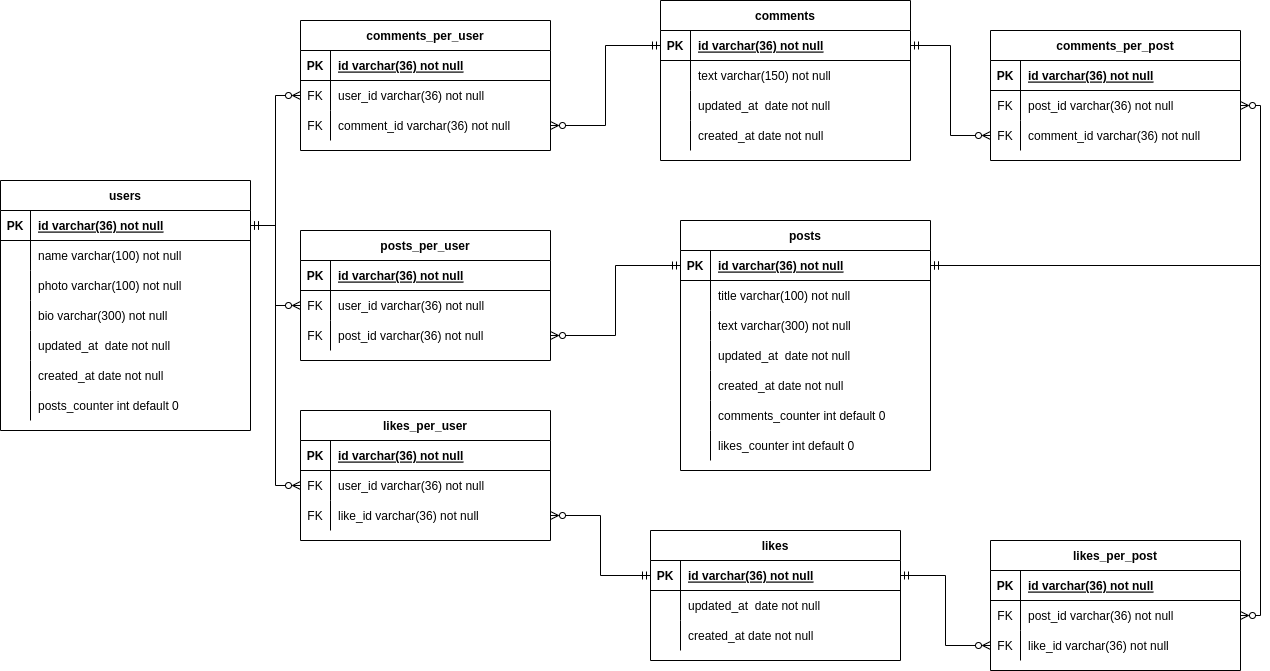 comments_per_user
PK id varchar(36) not null
FK user_id varchar(36) not null
FK comment_id varchar(36) not null
comments
PK id varchar(36) not null
text varchar(150) not null
updated_at  date not null
created_at date not null
comments_per_post
PK id varchar(36) not null
FK post_id varchar(36) not null
FK comment_id varchar(36) not null
users
PK id varchar(36) not null
name varchar(100) not null
photo varchar(100) not null
bio varchar(300) not null
updated_at  date not null
created_at date not null
posts_counter int default 0
posts_per_user
PK id varchar(36) not null
FK user_id varchar(36) not null
FK post_id varchar(36) not null
posts
PK id varchar(36) not null
title varchar(100) not null
text varchar(300) not null
updated_at  date not null
created_at date not null
comments_counter int default 0
likes_counter int default 0
likes_per_user
PK id varchar(36) not null
FK user_id varchar(36) not null
FK like_id varchar(36) not null
likes
PK id varchar(36) not null
updated_at  date not null
created_at date not null
likes_per_post
PK id varchar(36) not null
FK post_id varchar(36) not null
FK like_id varchar(36) not null